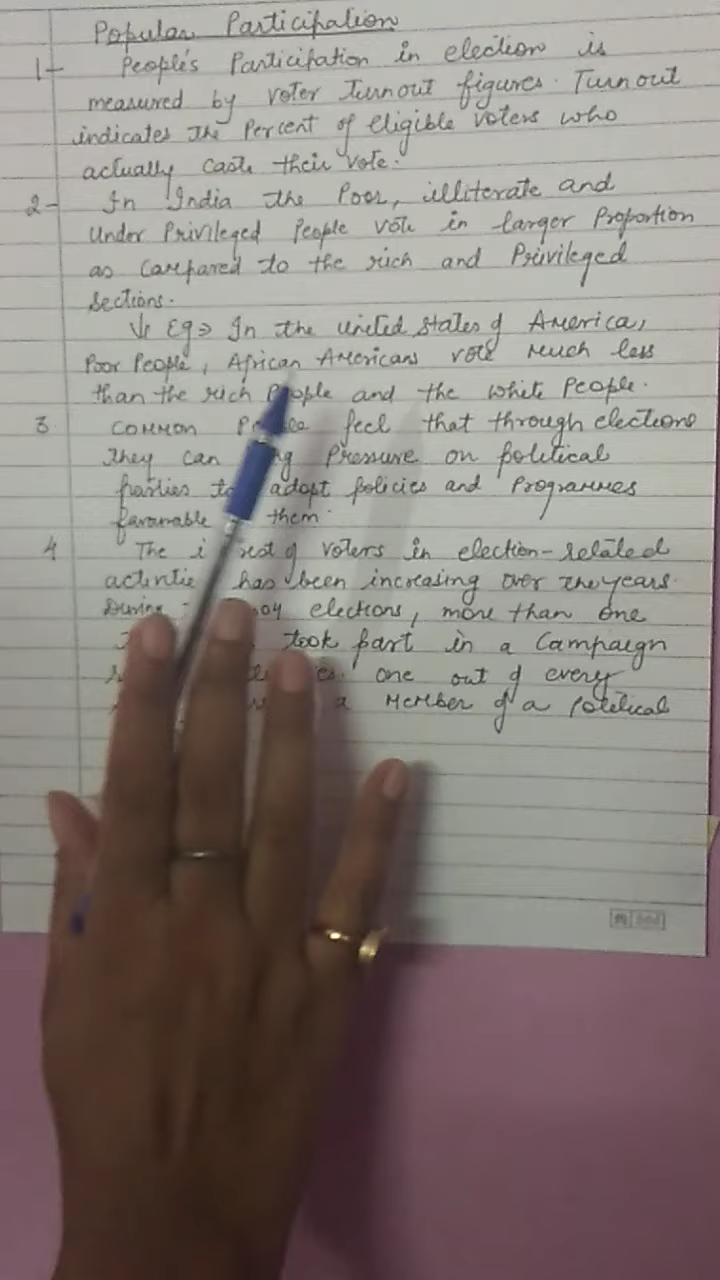 Popular Participation
1- People's Participation in election is
measured by voter turnout figures. Turnout
indicates the Percent of eligible voters who
actually caste their vote.
2- In India the Poor, illiterate and
Under Privileged People vote in larger Proportion
as compared to the rich and Privileged
Sections.
↓ Eg ⇒ In the united States of America,
Poor People, African Americans vote much less
than the rich People and the white People.
3 Common feel that through elections
they can Pressure on political
parties to adopt policies and Programmes
favourable them.
4 The of voters in election-related
has been increasing over the years.
During elections, more than one
took part in a Campaign
one out of every
a member of a political